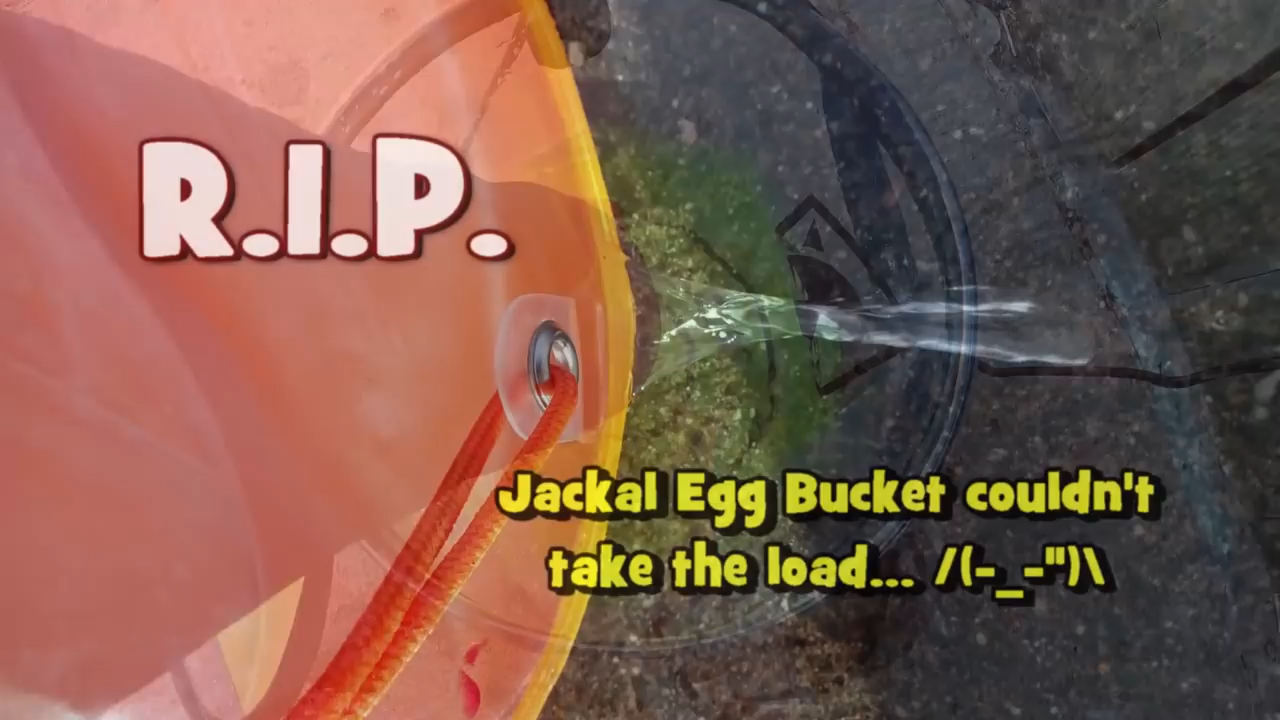 R.I.P.
Jackal Egg Bucket couldn't
take the load... /(-_-")\